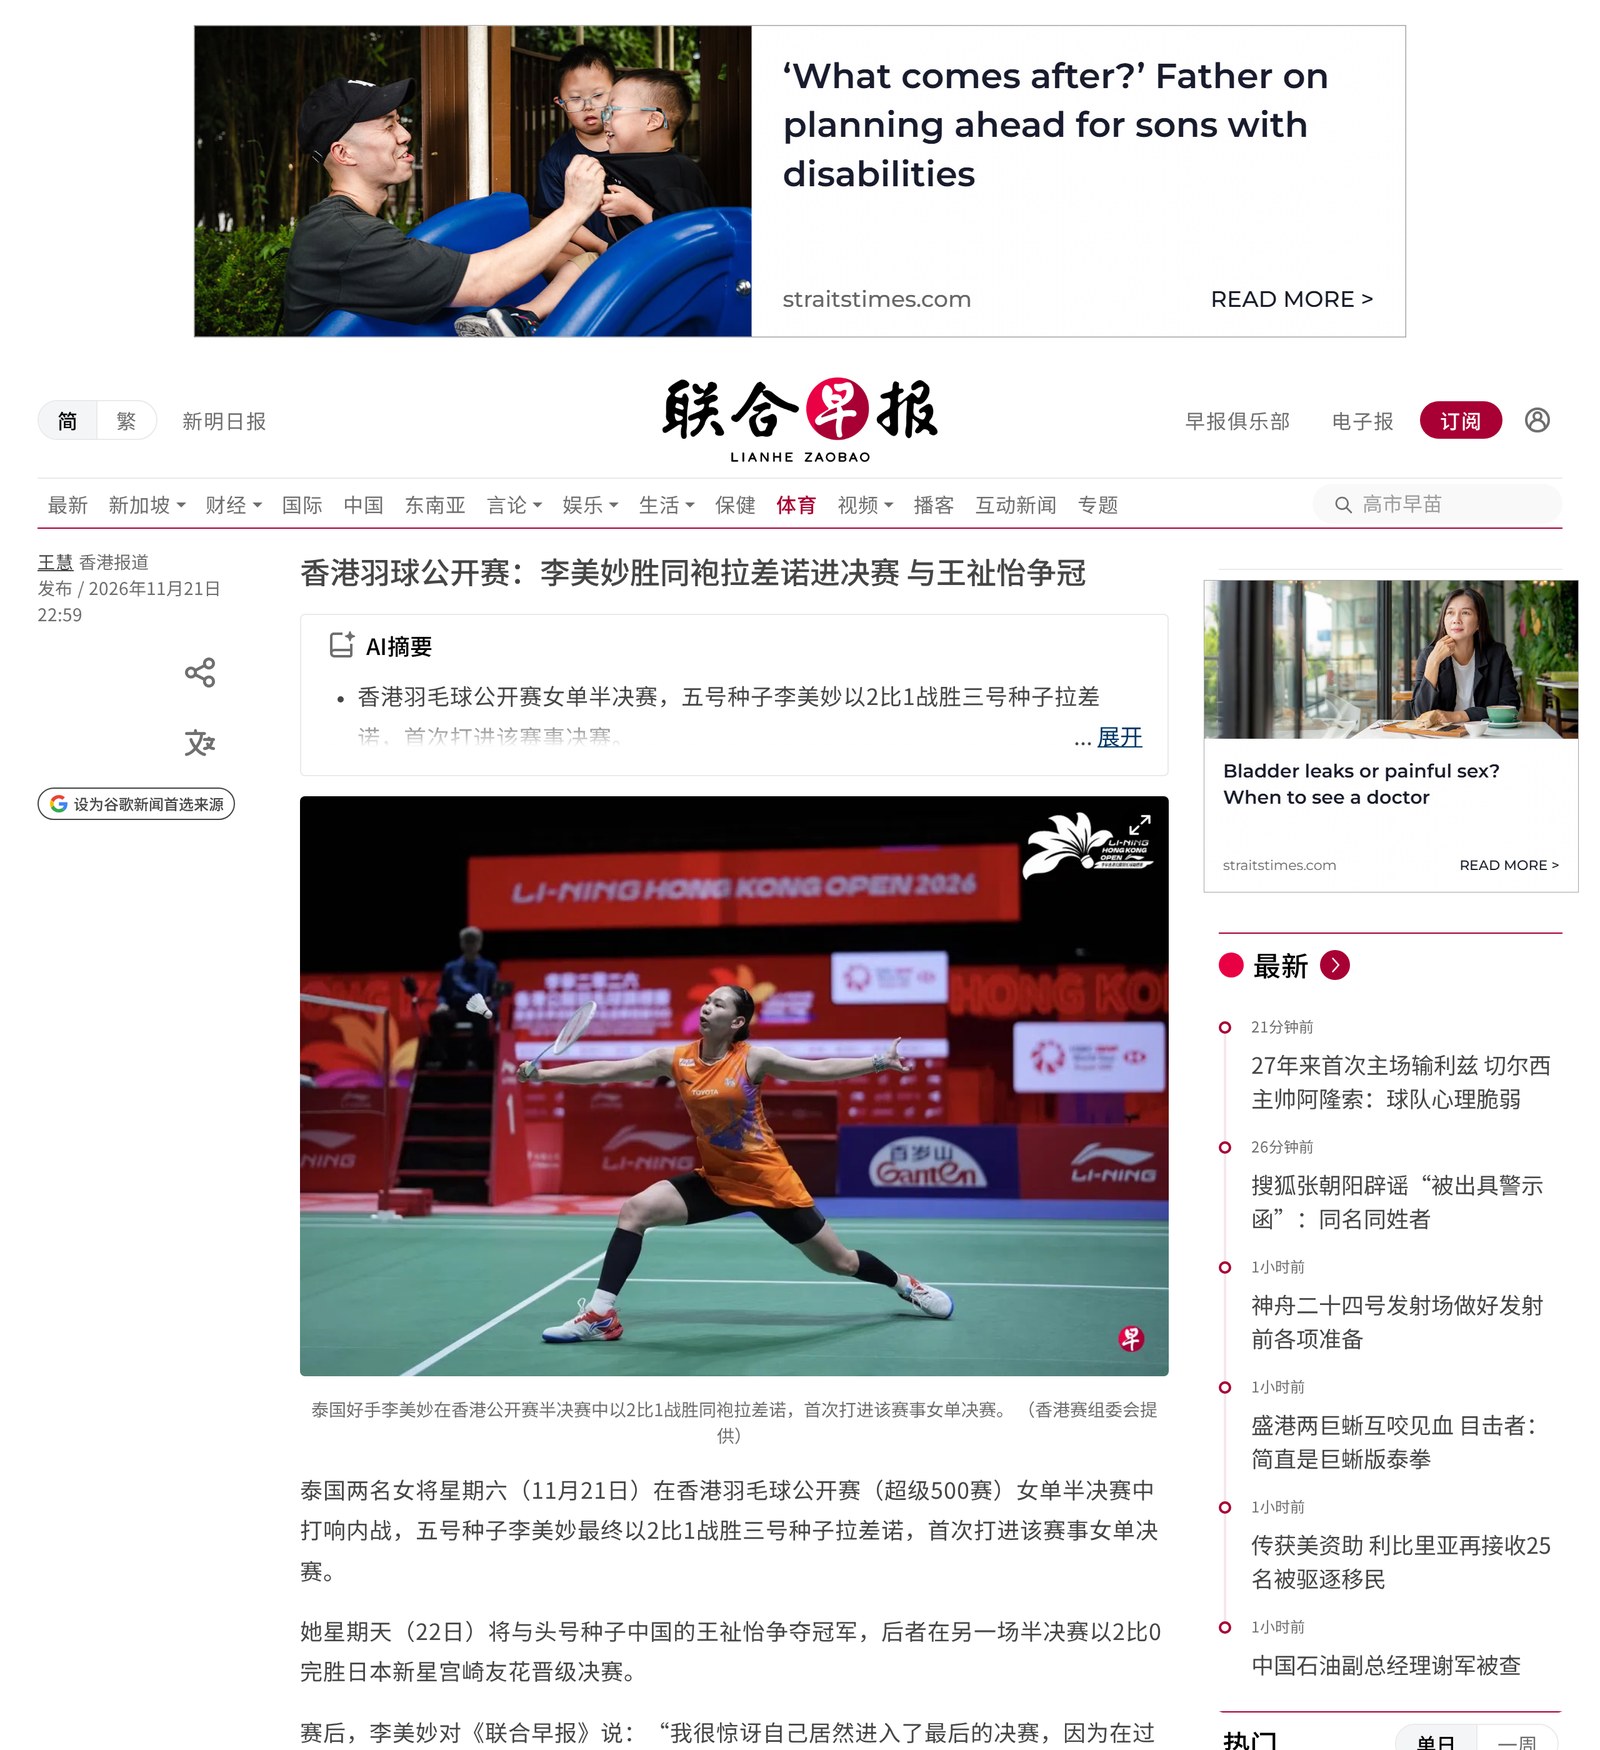 ‘What comes after?’ Father on
planning ahead for sons with
disabilities
straitstimes.com
READ MORE >
简 繁 新明日报
联合早报
LIANHE ZAOBAO
早报俱乐部 电子报 订阅
最新 新加坡 财经 国际 中国 东南亚 言论 娱乐 生活 保健 体育 视频 播客 互动新闻 专题
高市早苗
王慧 香港报道
发布 / 2026年11月21日
22:59
设为谷歌新闻首选来源
香港羽球公开赛：李美妙胜同袍拉差诺进决赛 与王祉怡争冠
AI摘要
• 香港羽毛球公开赛女单半决赛，五号种子李美妙以2比1战胜三号种子拉差
诺，首次打进该赛事决赛。
... 展开
LI-NING
HONG KONG
OPEN
LI-NING HONG KONG OPEN 2026
HONG KO
TOYOTA
NING
LI-NING
百岁山
Ganten
LI-NING
早
泰国好手李美妙在香港公开赛半决赛中以2比1战胜同袍拉差诺，首次打进该赛事女单决赛。（香港赛组委会提
供）
泰国两名女将星期六（11月21日）在香港羽毛球公开赛（超级500赛）女单半决赛中
打响内战，五号种子李美妙最终以2比1战胜三号种子拉差诺，首次打进该赛事女单决
赛。
她星期天（22日）将与头号种子中国的王祉怡争夺冠军，后者在另一场半决赛以2比0
完胜日本新星宫崎友花晋级决赛。
赛后，李美妙对《联合早报》说：“我很惊讶自己居然进入了最后的决赛，因为在过
Bladder leaks or painful sex?
When to see a doctor
straitstimes.com
READ MORE >
最新
21分钟前
27年来首次主场输利兹 切尔西
主帅阿隆索：球队心理脆弱
26分钟前
搜狐张朝阳辟谣“被出具警示
函”：同名同姓者
1小时前
神舟二十四号发射场做好发射
前各项准备
1小时前
盛港两巨蜥互咬见血 目击者：
简直是巨蜥版泰拳
1小时前
传获美资助 利比里亚再接收25
名被驱逐移民
1小时前
中国石油副总经理谢军被查
热门
单日 一周